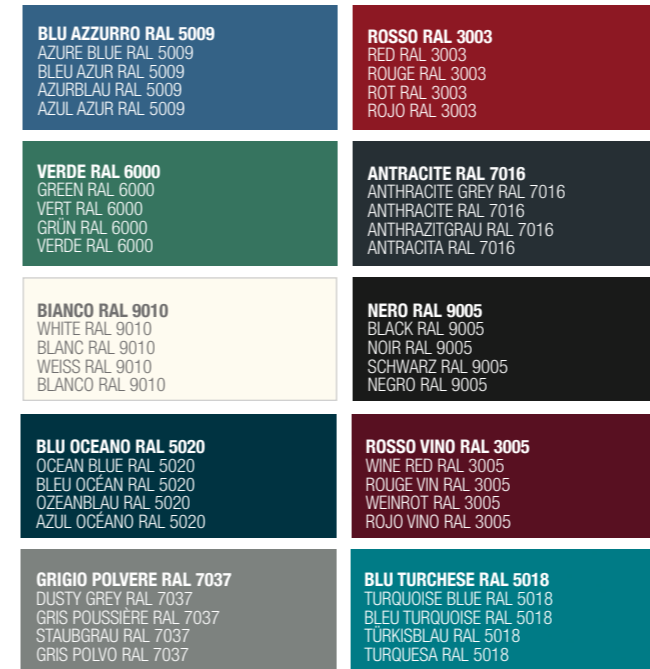 BLU AZZURRO RAL 5009
AZURE BLUE RAL 5009
BLEU AZUR RAL 5009
AZURBLAU RAL 5009
AZUL AZUR RAL 5009
ROSSO RAL 3003
RED RAL 3003
ROUGE RAL 3003
ROT RAL 3003
ROJO RAL 3003
VERDE RAL 6000
GREEN RAL 6000
VERT RAL 6000
GRÜN RAL 6000
VERDE RAL 6000
ANTRACITE RAL 7016
ANTHRACITE GREY RAL 7016
ANTHRACITE RAL 7016
ANTHRAZITGRAU RAL 7016
ANTRACITA RAL 7016
BIANCO RAL 9010
WHITE RAL 9010
BLANC RAL 9010
WEISS RAL 9010
BLANCO RAL 9010
NERO RAL 9005
BLACK RAL 9005
NOIR RAL 9005
SCHWARZ RAL 9005
NEGRO RAL 9005
BLU OCEANO RAL 5020
OCEAN BLUE RAL 5020
BLEU OCÉAN RAL 5020
OZEANBLAU RAL 5020
AZUL OCÉANO RAL 5020
ROSSO VINO RAL 3005
WINE RED RAL 3005
ROUGE VIN RAL 3005
WEINROT RAL 3005
ROJO VINO RAL 3005
GRIGIO POLVERE RAL 7037
DUSTY GREY RAL 7037
GRIS POUSSIÈRE RAL 7037
STAUBGRAU RAL 7037
GRIS POLVO RAL 7037
BLU TURCHESE RAL 5018
TURQUOISE BLUE RAL 5018
BLEU TURQUOISE RAL 5018
TÜRKISBLAU RAL 5018
TURQUESA RAL 5018